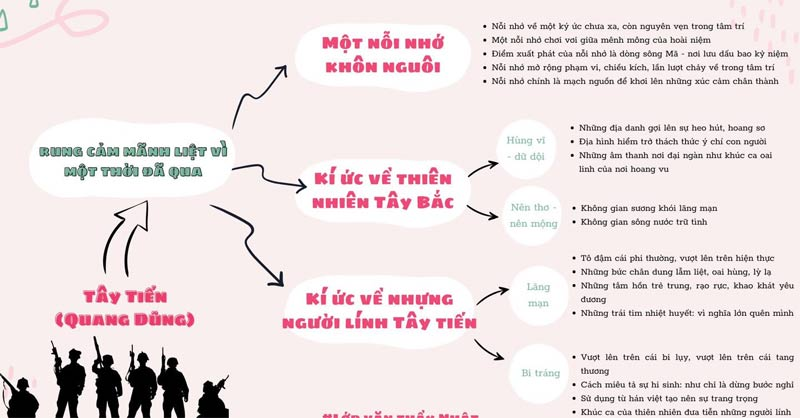 Một nỗi nhớ
khôn nguôi
Nỗi nhớ về một ký ức chưa xa, còn nguyên vẹn trong tâm trí
Một nỗi nhớ chơi vơi giữa mênh mông của hoài niệm
Điểm xuất phát của nỗi nhớ là dòng sông Mã - nơi lưu dấu bao kỷ niệm
Nỗi nhớ mở rộng phạm vi, chiều kích, lần lượt chảy về trong tâm trí
Nỗi nhớ chính là mạch nguồn để khơi lên những xúc cảm chân thành
rung cảm mãnh liệt vì
một thời đã qua
Kí ức về thiên
nhiên Tây Bắc
Hùng vĩ
- dữ dội
Những địa danh gợi lên sự heo hút, hoang sơ
Địa hình hiểm trở thách thức ý chí con người
Những âm thanh nơi đại ngàn như khúc ca oai
linh của nơi hoang vu
Nên thơ -
nên mộng
Không gian sương khói lãng mạn
Không gian sông nước trữ tình
Tây Tiến
(Quang Dũng)
Kí ức về những
người lính Tây tiến
Lãng
mạn
Tô đậm cái phi thường, vượt lên trên hiện thực
Những bức chân dung lẫm liệt, oai hùng, lỳ lạ
Những tâm hồn trẻ trung, rạo rực, khao khát yêu
đương
Những trái tim nhiệt huyết: vì nghĩa lớn quên mình
Bi tráng
Vượt lên trên cái bi lụy, vượt lên trên cái tang
thương
Cách miêu tả sự hi sinh: như chỉ là dừng bước nghỉ
Sử dụng từ hán việt tạo nên sự trang trọng
Khúc ca của thiên nhiên đưa tiễn những người lính
#Lớp văn thầy Nhật